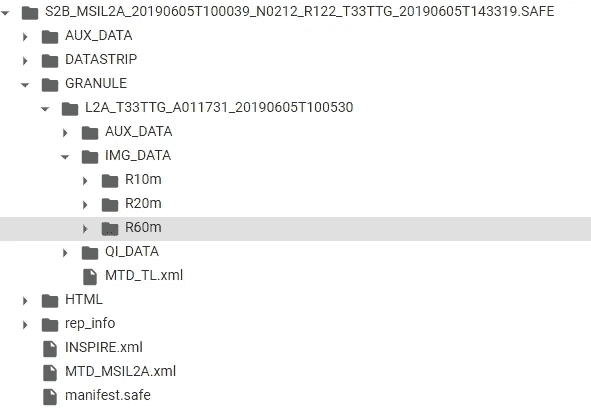 S2B_MSIL2A_20190605T100039_N0212_R122_T33TTG_20190605T143319.SAFE
AUX_DATA
DATASTRIP
GRANULE
L2A_T33TTG_A011731_20190605T100530
AUX_DATA
IMG_DATA
R10m
R20m
R60m
QI_DATA
MTD_TL.xml
HTML
rep_info
INSPIRE.xml
MTD_MSIL2A.xml
manifest.safe